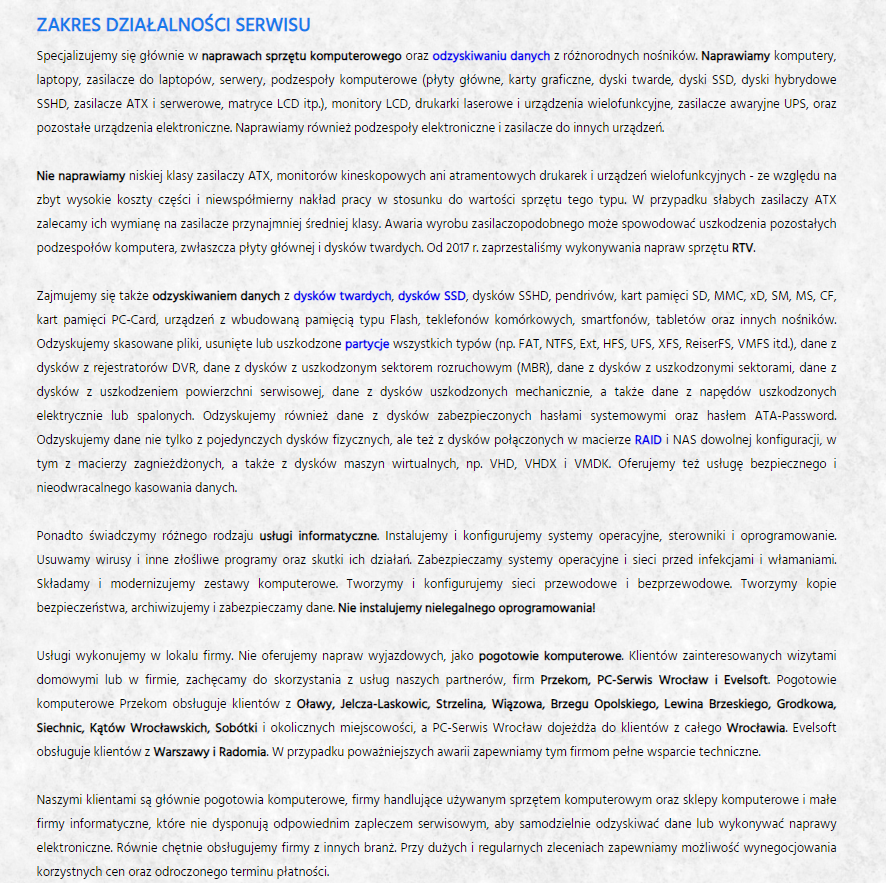 ZAKRES DZIAŁALNOŚCI SERWISU
Specjalizujemy się głównie w naprawach sprzętu komputerowego oraz odzyskiwaniu danych z różnorodnych nośników. Naprawiamy komputery,
laptopy, zasilacze do laptopów, serwery, podzespoły komputerowe (płyty główne, karty graficzne, dyski twarde, dyski SSD, dyski hybrydowe
SSHD, zasilacze ATX i serwerowe, matryce LCD itp.), monitory LCD, drukarki laserowe i urządzenia wielofunkcyjne, zasilacze awaryjne UPS, oraz
pozostałe urządzenia elektroniczne. Naprawiamy również podzespoły elektroniczne i zasilacze do innych urządzeń.
Nie naprawiamy niskiej klasy zasilaczy ATX, monitorów kineskopowych ani atramentowych drukarek i urządzeń wielofunkcyjnych - ze względu na
zbyt wysokie koszty części i niewspółmierny nakład pracy w stosunku do wartości sprzętu tego typu. W przypadku słabych zasilaczy ATX
zalecamy ich wymianę na zasilacze przynajmniej średniej klasy. Awaria wyrobu zasilaczopodobnego może spowodować uszkodzenia pozostałych
podzespołów komputera, zwłaszcza płyty głównej i dysków twardych. Od 2017 r. zaprzestaliśmy wykonywania napraw sprzętu RTV.
Zajmujemy się także odzyskiwaniem danych z dysków twardych, dysków SSD, dysków SSHD, pendrivów, kart pamięci SD, MMC, xD, SM, MS, CF,
kart pamięci PC-Card, urządzeń z wbudowaną pamięcią typu Flash, teklefonów komórkowych, smartfonów, tabletów oraz innych nośników.
Odzyskujemy skasowane pliki, usunięte lub uszkodzone partycje wszystkich typów (np. FAT, NTFS, Ext, HFS, UFS, XFS, ReiserFS, VMFS itd.), dane z
dysków z rejestratorów DVR, dane z dysków z uszkodzonym sektorem rozruchowym (MBR), dane z dysków z uszkodzonymi sektorami, dane z
dysków z uszkodzeniem powierzchni serwisowej, dane z dysków uszkodzonych mechanicznie, a także dane z napędów uszkodzonych
elektrycznie lub spalonych. Odzyskujemy również dane z dysków zabezpieczonych hasłami systemowymi oraz hasłem ATA-Password.
Odzyskujemy dane nie tylko z pojedynczych dysków fizycznych, ale też z dysków połączonych w macierze RAID i NAS dowolnej konfiguracji, w
tym z macierzy zagnieżdżonych, a także z dysków maszyn wirtualnych, np. VHD, VHDX i VMDK. Oferujemy też usługę bezpiecznego i
nieodwracalnego kasowania danych.
Ponadto świadczymy różnego rodzaju usługi informatyczne. Instalujemy i konfigurujemy systemy operacyjne, sterowniki i oprogramowanie.
Usuwamy wirusy i inne złośliwe programy oraz skutki ich działań. Zabezpieczamy systemy operacyjne i sieci przed infekcjami i włamaniami.
Składamy i modernizujemy zestawy komputerowe. Tworzymy i konfigurujemy sieci przewodowe i bezprzewodowe. Tworzymy kopie
bezpieczeństwa, archiwizujemy i zabezpieczamy dane. Nie instalujemy nielegalnego oprogramowania!
Usługi wykonujemy w lokalu firmy. Nie oferujemy napraw wyjazdowych, jako pogotowie komputerowe. Klientów zainteresowanych wizytami
domowymi lub w firmie, zachęcamy do skorzystania z usług naszych partnerów, firm Przekom, PC-Serwis Wrocław i Evelsoft. Pogotowie
komputerowe Przekom obsługuje klientów z Oławy, Jelcza-Laskowic, Strzelina, Wiązowa, Brzegu Opolskiego, Lewina Brzeskiego, Grodkowa,
Siechnic, Kątów Wrocławskich, Sobótki i okolicznych miejscowości, a PC-Serwis Wrocław dojeżdża do klientów z całego Wrocławia. Evelsoft
obsługuje klientów z Warszawy i Radomia. W przypadku poważniejszych awarii zapewniamy tym firmom pełne wsparcie techniczne.
Naszymi klientami są głównie pogotowia komputerowe, firmy handlujące używanym sprzętem komputerowym oraz sklepy komputerowe i małe
firmy informatyczne, które nie dysponują odpowiednim zapleczem serwisowym, aby samodzielnie odzyskiwać dane lub wykonywać naprawy
elektroniczne. Równie chętnie obsługujemy firmy z innych branż. Przy dużych i regularnych zleceniach zapewniamy możliwość wynegocjowania
korzystnych cen oraz odroczonego terminu płatności.